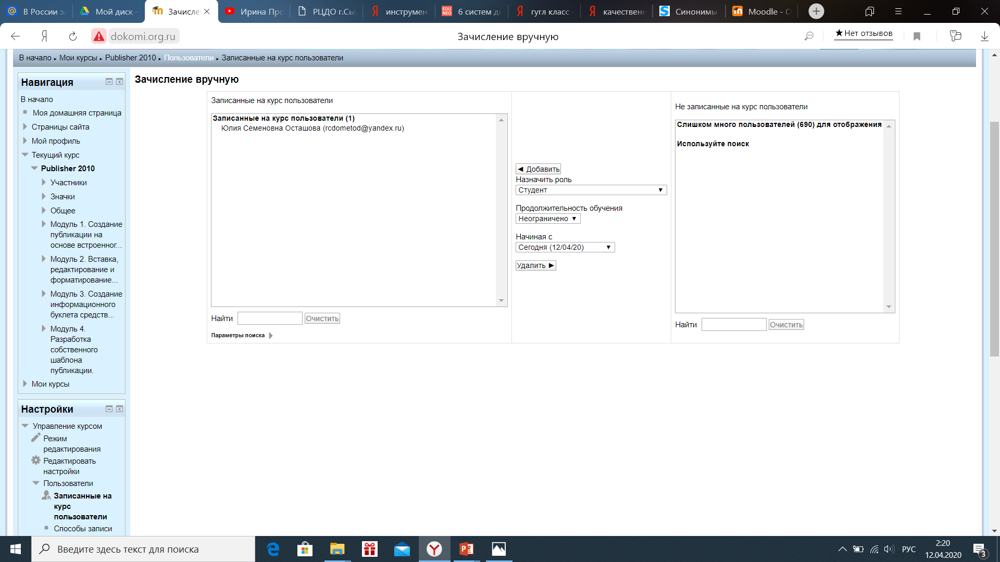 В России за
Мой диск -
Зачисле
Ирина Про
РЦДО г.Сы
инструмен
6 систем ди
гугл класс -
качественн
Синонимы
Moodle - О
dokomi.org.ru
Зачисление вручную
★ Нет отзывов
В начало ▸ Мои курсы ▸ Publisher 2010 ▸ Пользователи ▸ Записанные на курс пользователи
Навигация
В начало
Моя домашняя страница
Страницы сайта
Мой профиль
Текущий курс
Publisher 2010
Участники
Значки
Общее
Модуль 1. Создание
публикации на
основе встроенног...
Модуль 2. Вставка,
редактирование и
форматирование...
Модуль 3. Создание
информационного
буклета средств...
Модуль 4.
Разработка
собственного
шаблона
публикации.
Мои курсы
Настройки
Управление курсом
Режим
редактирования
Редактировать
настройки
Пользователи
Записанные на
курс
пользователи
Способы записи
Зачисление вручную
Записанные на курс пользователи
Записанные на курс пользователи (1)
Юлия Семеновна Осташова (rcdometod@yandex.ru)
Найти
Очистить
Параметры поиска
◄ Добавить
Назначить роль
Студент
Продолжительность обучения
Неограничено
Начиная с
Сегодня (12/04/20)
Удалить ►
Не записанные на курс пользователи
Слишком много пользователей (690) для отображения
Используйте поиск
Найти
Очистить
Введите здесь текст для поиска
РУС
2:20
12.04.2020
3